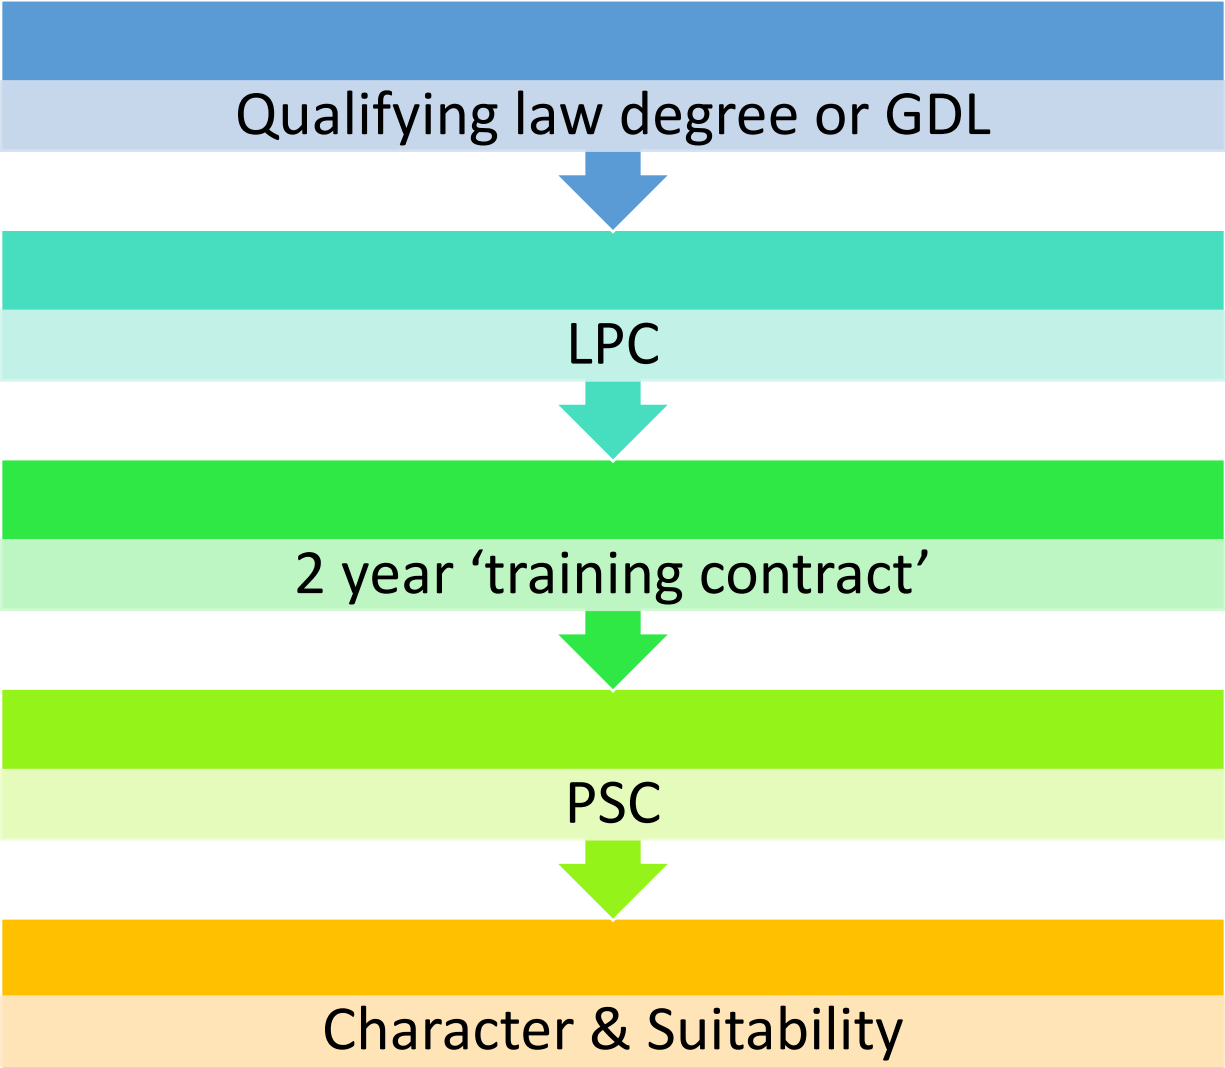 Qualifying law degree or GDL
LPC
2 year ‘training contract’
PSC
Character & Suitability